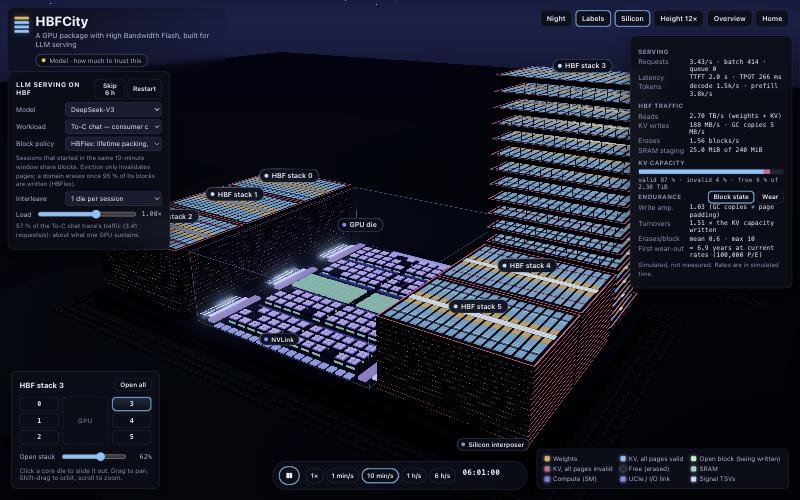 HBFCity
A GPU package with High Bandwidth Flash, built for
LLM serving
Model · how much to trust this
Night
Labels
Silicon
Height 12×
Overview
Home
LLM SERVING ON
HBF
Skip
6 h
Restart
Model
DeepSeek-V3
Workload
To-C chat — consumer c
Block policy
HBFlex: lifetime packing,
Sessions that started in the same 10-minute
window share blocks. Eviction only invalidates
pages; a domain erases once 95 % of its blocks
are written (HBFlex).
Interleave
1 die per session
Load
1.00×
57 % of the To-C chat trace's traffic (3.41
requests/s): about what one GPU sustains.
SERVING
Requests
3.43/s · batch 414 ·
queue 0
Latency
TTFT 2.0 s · TPOT 266 ms
Tokens
decode 1.5k/s · prefill
3.8k/s
HBF TRAFFIC
Reads
2.70 TB/s (weights + KV)
KV writes
188 MB/s · GC copies 5
MB/s
Erases
1.56 blocks/s
SRAM staging
25.0 MiB of 240 MiB
KV CAPACITY
valid 87 % · invalid 4 % · free 9 % of
2.38 TiB
ENDURANCE
Block state
Wear
Write amp.
1.03 (GC copies + page
padding)
Turnovers
1.51 × the KV capacity
written
Erases/block
mean 0.6 · max 10
First wear-out
≈ 6.9 years at current
rates (100,000 P/E)
Simulated, not measured. Rates are in simulated
time.
HBF stack 3
HBF stack 0
HBF stack 1
stack 2
GPU die
HBF stack 4
HBF stack 5
NVLink
Silicon interposer
HBF stack 3
Open all
0
3
1
GPU
4
2
5
Open stack
62%
Click a core die to slide it out. Drag to pan,
Shift-drag to orbit, scroll to zoom.
1×
1 min/s
10 min/s
1 h/s
6 h/s
06:01:00
Weights
KV, all pages valid
Open block (being written)
KV, all pages invalid
Free (erased)
SRAM
Compute (SM)
UCIe / I/O link
Signal TSVs